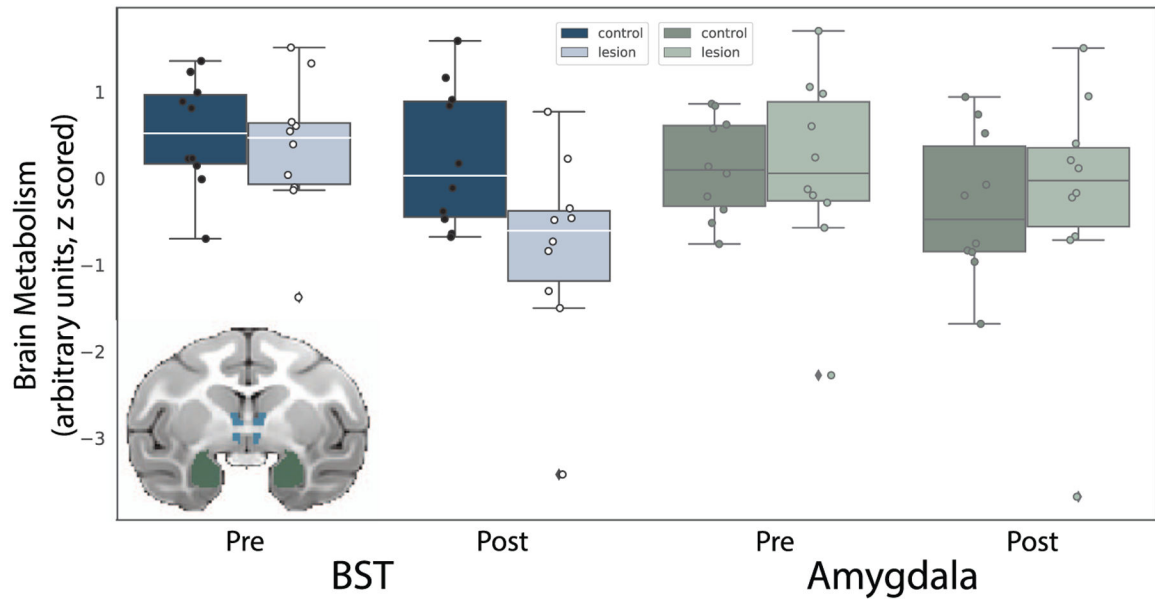 control
lesion
control
lesion
Brain Metabolism
(arbitrary units, z scored)
1
0
−1
−2
−3
Pre
Post
Pre
Post
BST
Amygdala